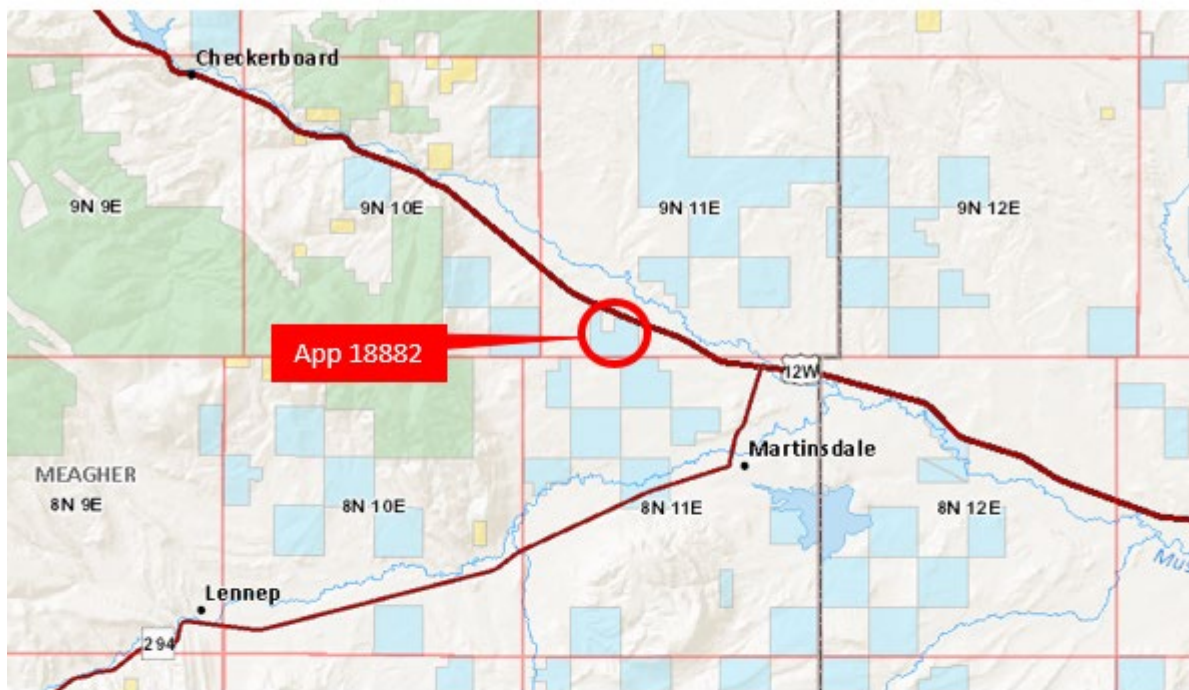 Checkerboard
9N 9E
9N 10E
9N 11E
9N 12E
App 18882
12W
Martinsdale
MEAGHER
8N 9E
8N 10E
8N 11E
8N 12E
Mus
Lennep
294